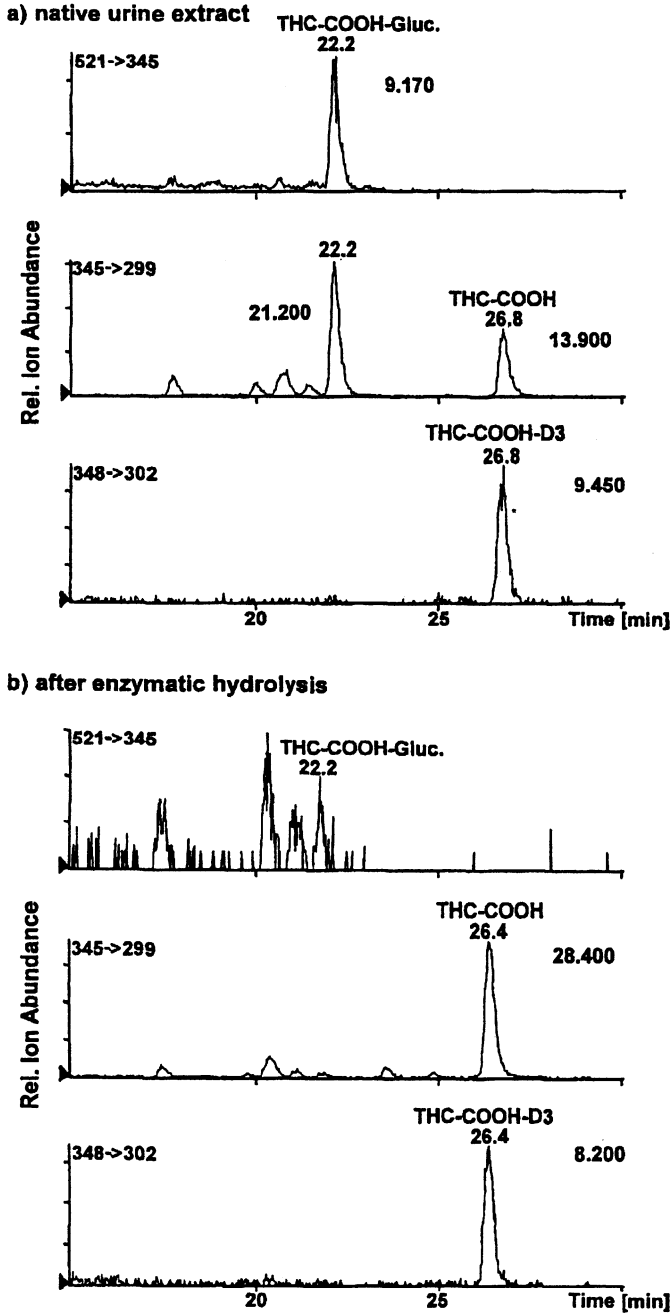 a) native urine extract
THC-COOH-Gluc.
22.2
521->345
9.170
Rel. Ion Abundance
345->299
22.2
21.200
THC-COOH
26.8
13.900
THC-COOH-D3
26.8
348->302
9.450
20
25
Time [min]
b) after enzymatic hydrolysis
521->345
THC-COOH-Gluc.
22.2
Rel. Ion Abundance
THC-COOH
26.4
345->299
28.400
THC-COOH-D3
26.4
348->302
8.200
20
25
Time [min]